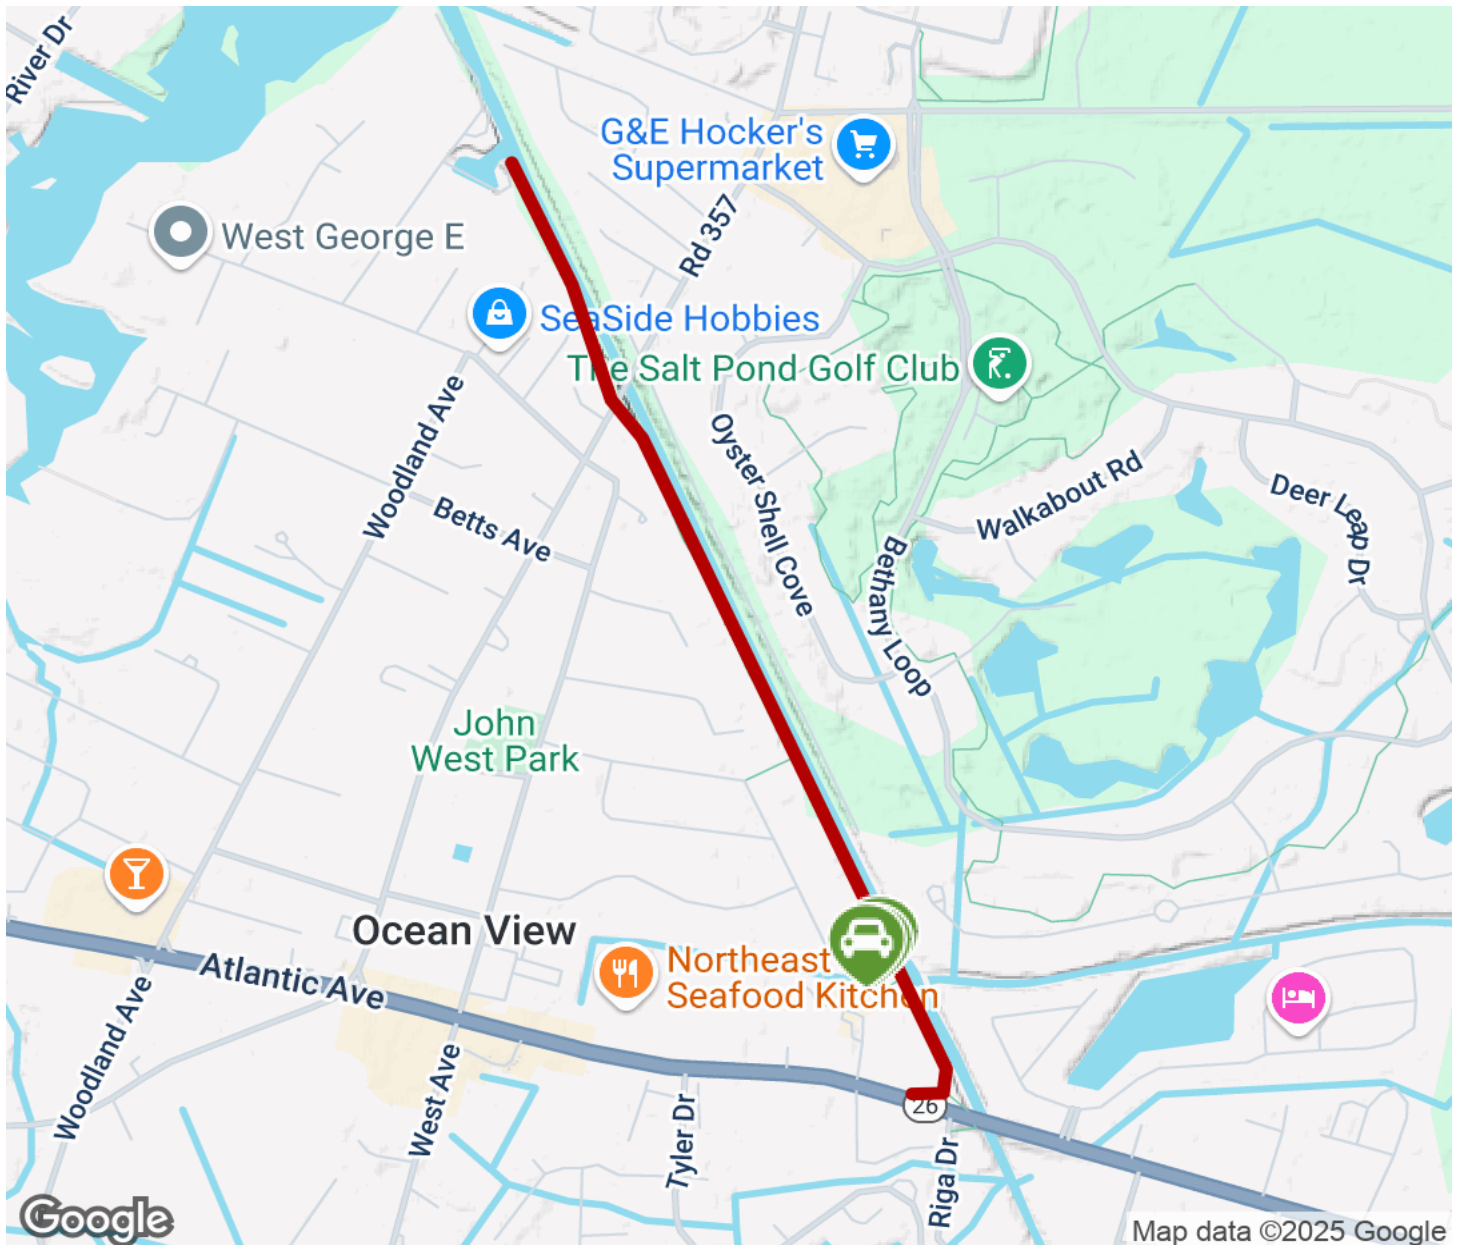 River Dr
G&E Hocker's
Supermarket
West George E
Rd 357
SeaSide Hobbies
The Salt Pond Golf Club
Woodland Ave
Oyster Shell Cove
Walkabout Rd
Deer Leap Dr
Betts Ave
Bethany Loop
John
West Park
Ocean View
Northeast
Seafood Kitchen
Atlantic Ave
Woodland Ave
West Ave
Tyler Dr
26
Riga Dr
Google
Map data ©2025 Google